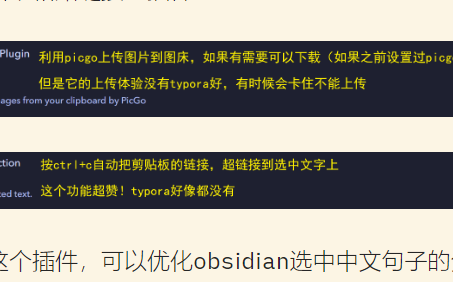 Plugin 利用picgo上传图片到图床，如果有需要可以下载（如果之前设置过picgo
但是它的上传体验没有typora好，有时候会卡住不能上传
ages from your clipboard by PicGo
ction 按ctrl+c自动把剪贴板的链接，超链接到选中文字上
ted text. 这个功能超赞！typora好像都没有
这个插件，可以优化obsidian选中中文句子的